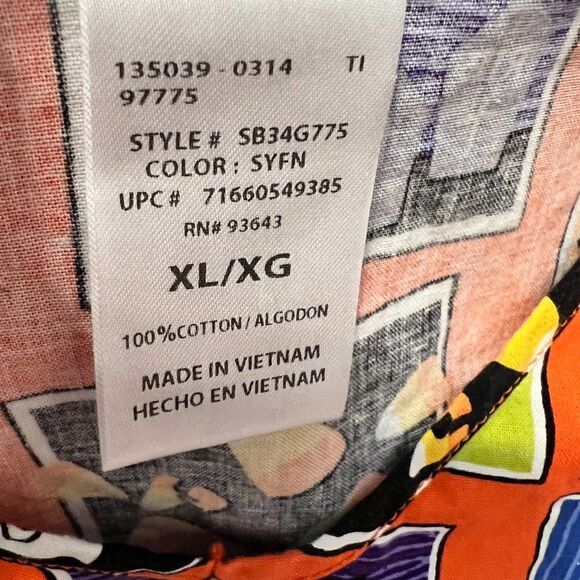 135039 - 0314 TI
97775
STYLE # SB34G775
COLOR : SYFN
UPC # 71660549385
RN# 93643
XL/XG
100%COTTON / ALGODON
MADE IN VIETNAM
HECHO EN VIETNAM